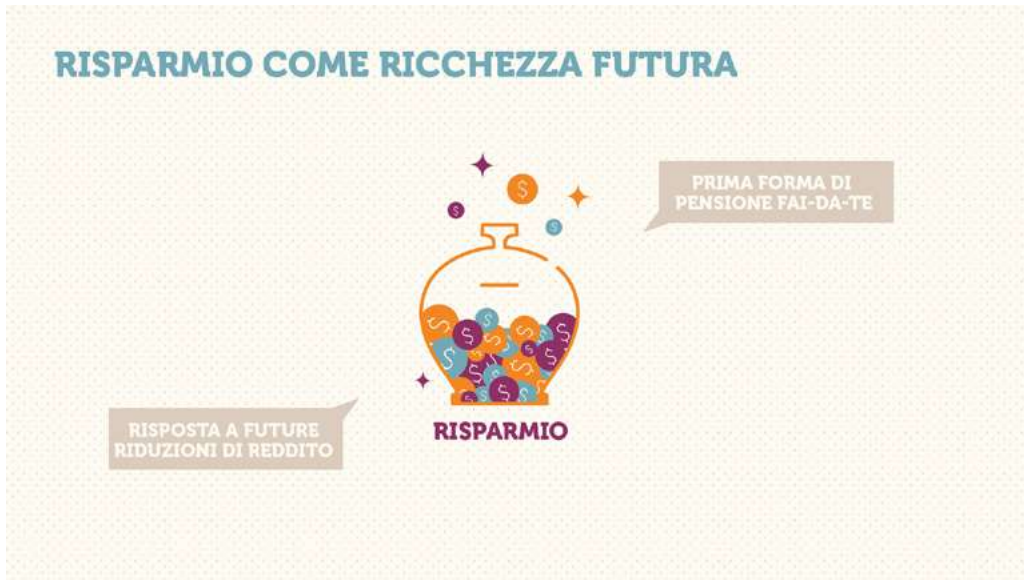 RISPARMIO COME RICCHEZZA FUTURA
PRIMA FORMA DI
PENSIONE FAI-DA-TE
RISPOSTA A FUTURE
RIDUZIONI DI REDDITO
RISPARMIO